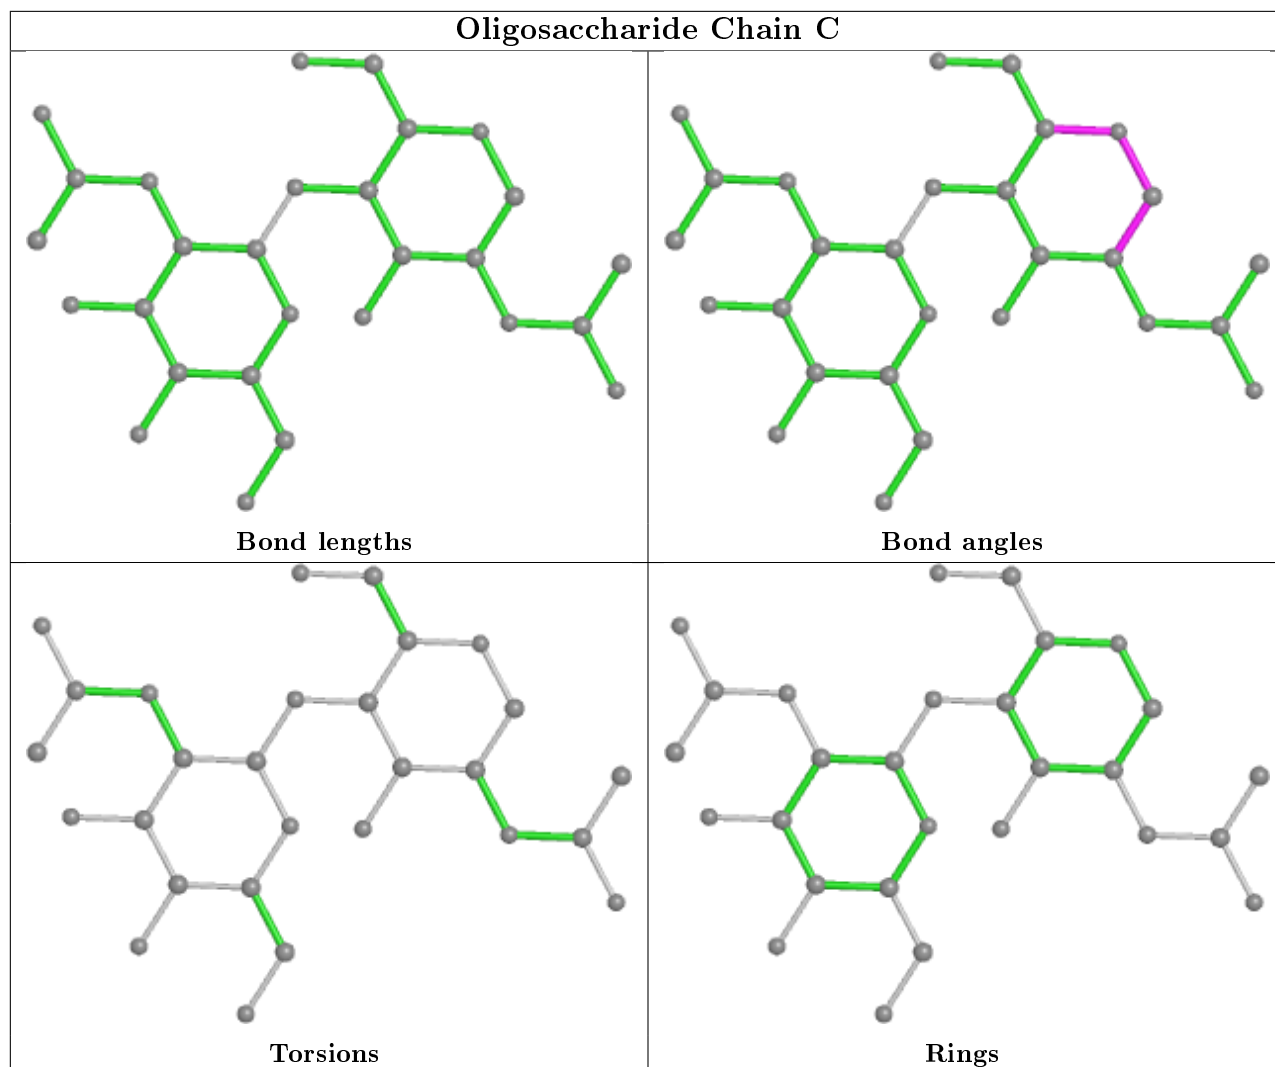 Oligosaccharide Chain C
Bond lengths
Bond angles
Torsions
Rings